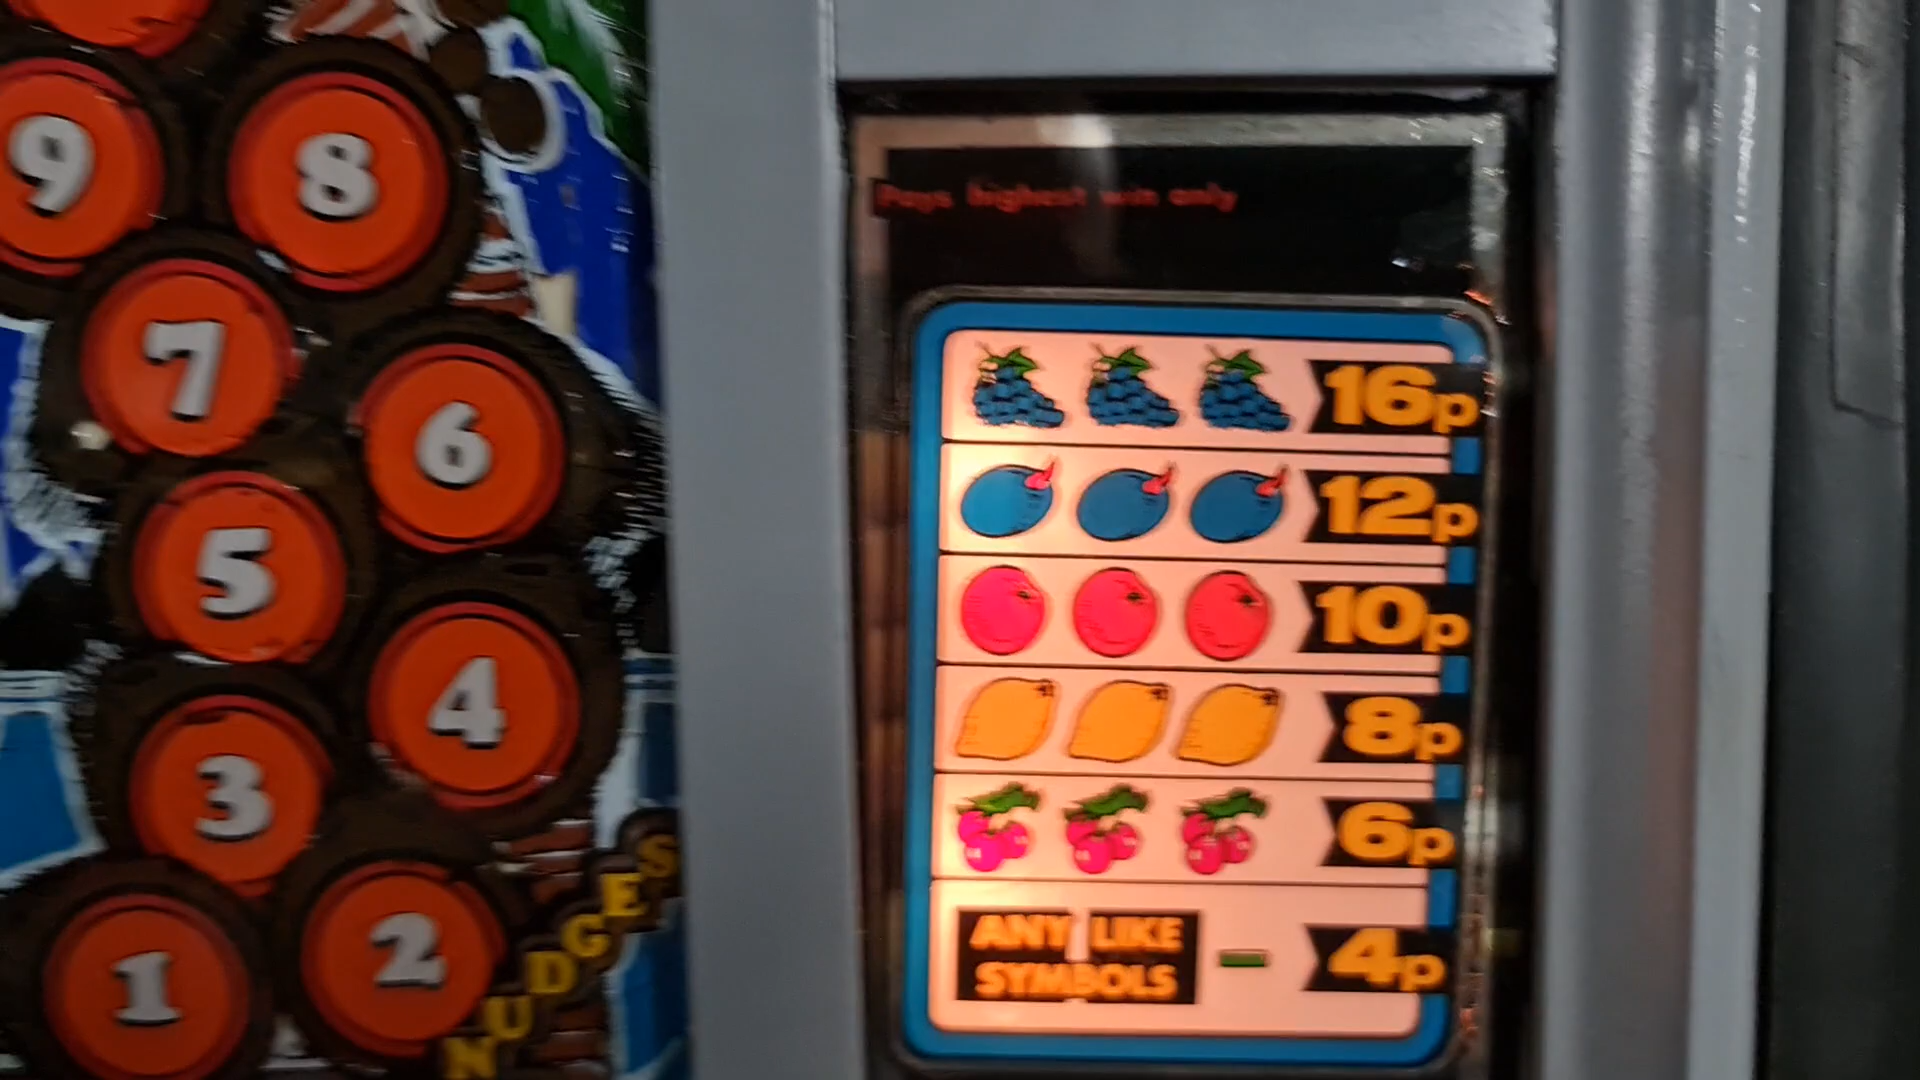 9
8
7
6
5
4
3
2
1
NUDGES
Pays highest win only
16p
12p
10p
8p
6p
ANY LIKE
SYMBOLS
-
4p